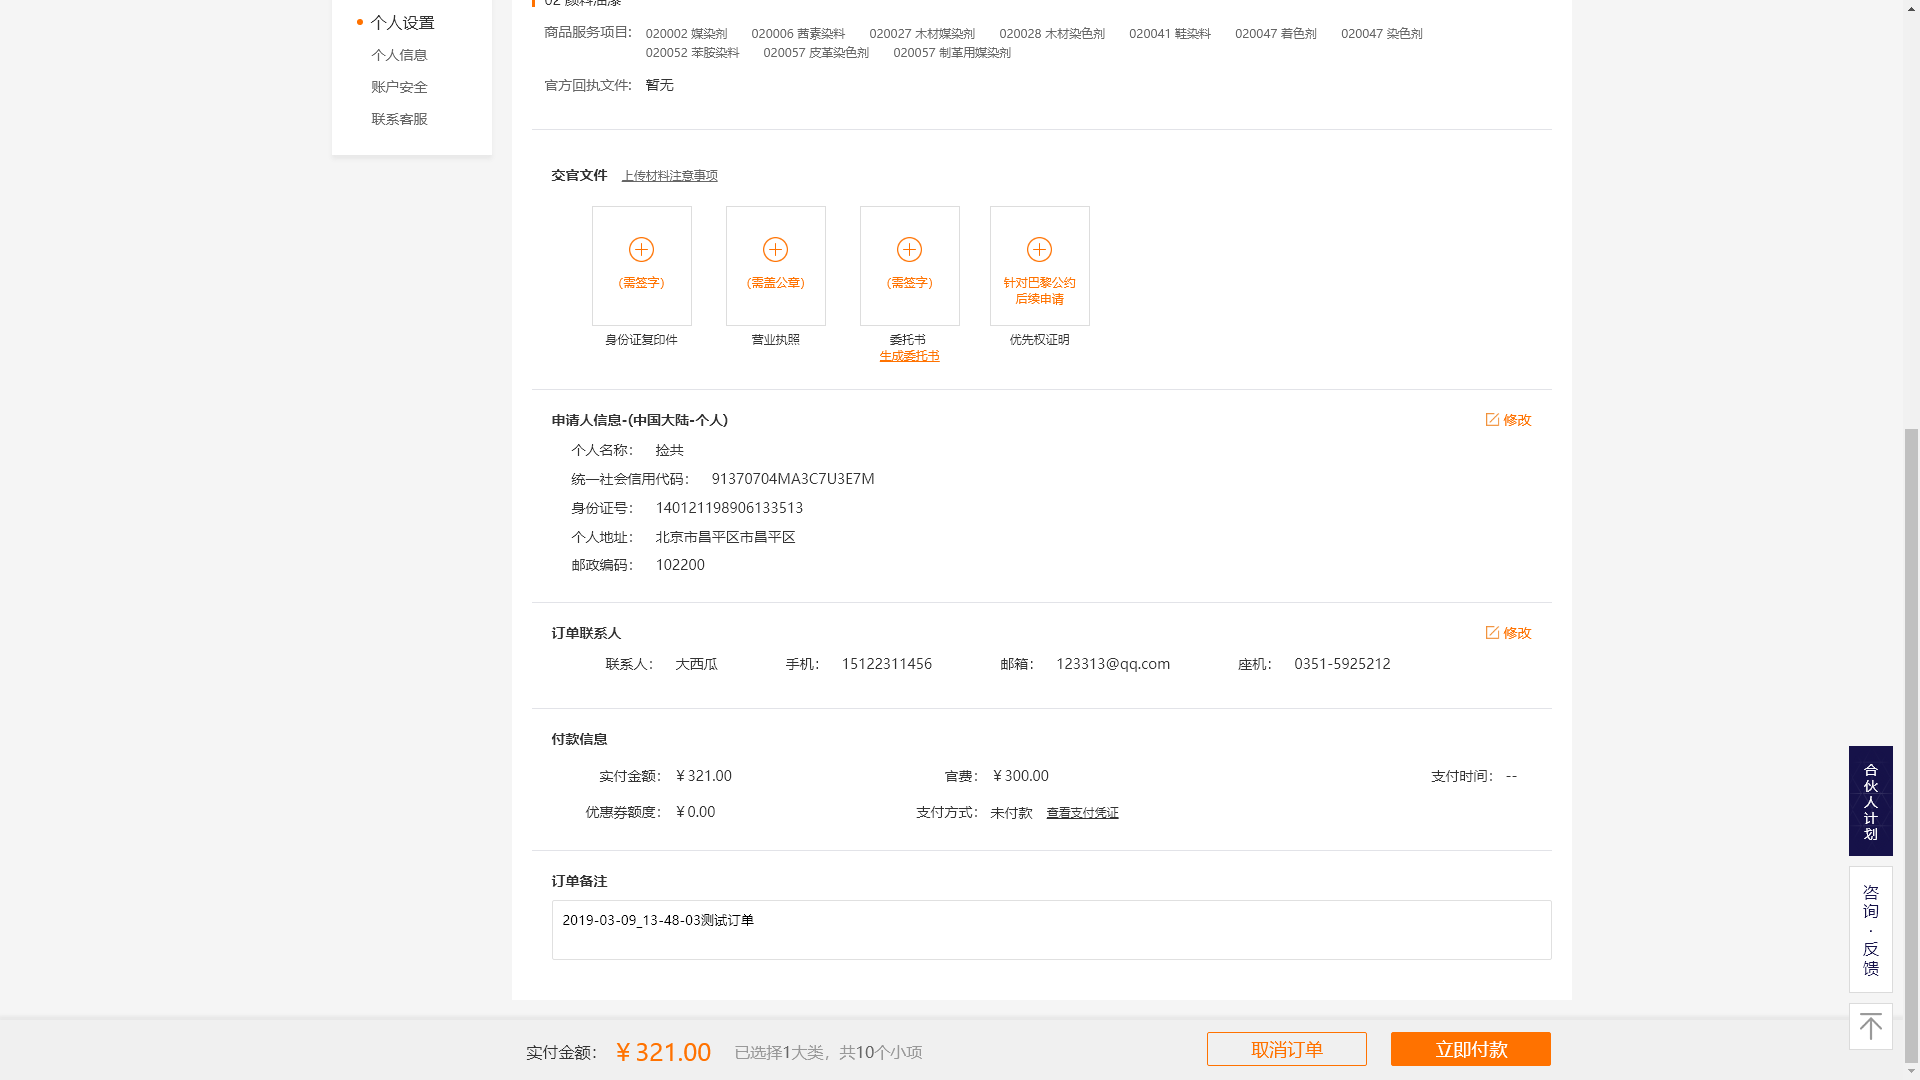 02 颜料油漆
个人设置
个人信息
账户安全
联系客服
商品服务项目: 020002 媒染剂 020006 茜素染料 020027 木材媒染剂 020028 木材染色剂 020041 鞋染料 020047 着色剂 020047 染色剂
020052 苯胺染料 020057 皮革染色剂 020057 制革用媒染剂
官方回执文件: 暂无
交官文件 上传材料注意事项
(需签字) (需盖公章) (需签字) 针对巴黎公约
后续申请
身份证复印件 营业执照 委托书 优先权证明
生成委托书
申请人信息-(中国大陆-个人) 修改
个人名称: 捡共
统一社会信用代码: 91370704MA3C7U3E7M
身份证号: 140121198906133513
个人地址: 北京市昌平区市昌平区
邮政编码: 102200
订单联系人 修改
联系人: 大西瓜 手机: 15122311456 邮箱: 123313@qq.com 座机: 0351-5925212
付款信息
实付金额: ￥321.00 官费: ￥300.00 支付时间: --
优惠券额度: ￥0.00 支付方式: 未付款 查看支付凭证
订单备注
2019-03-09_13-48-03测试订单
合伙人计划
咨询·反馈
实付金额: ￥321.00 已选择1大类，共10个小项 取消订单 立即付款